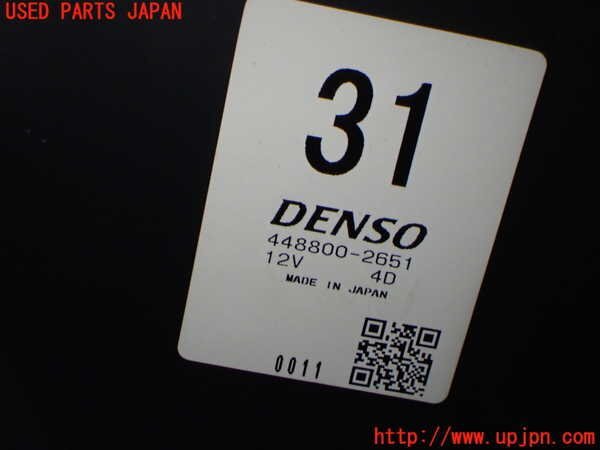 USED PARTS JAPAN
31
DENSO
448800-2651
12V 4D
MADE IN JAPAN
0011
http://www.upjpn.com/